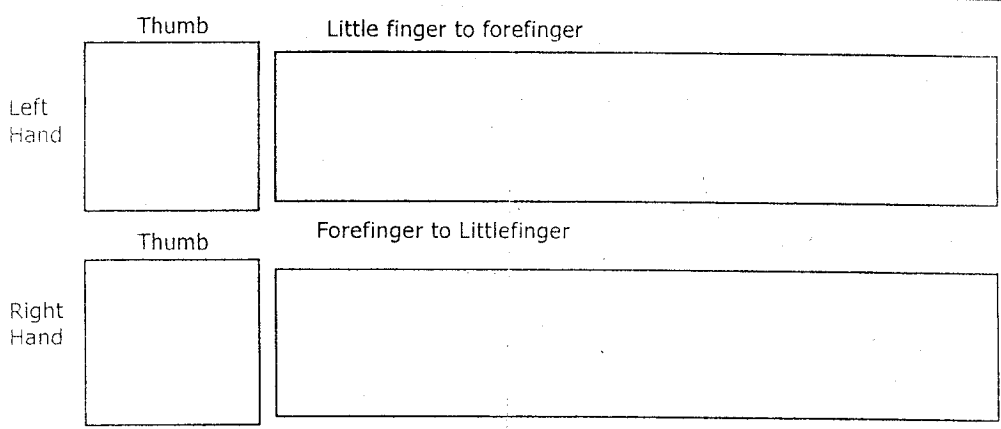 Thumb
Little finger to forefinger
Left
Hand
Thumb
Forefinger to Littlefinger
Right
Hand